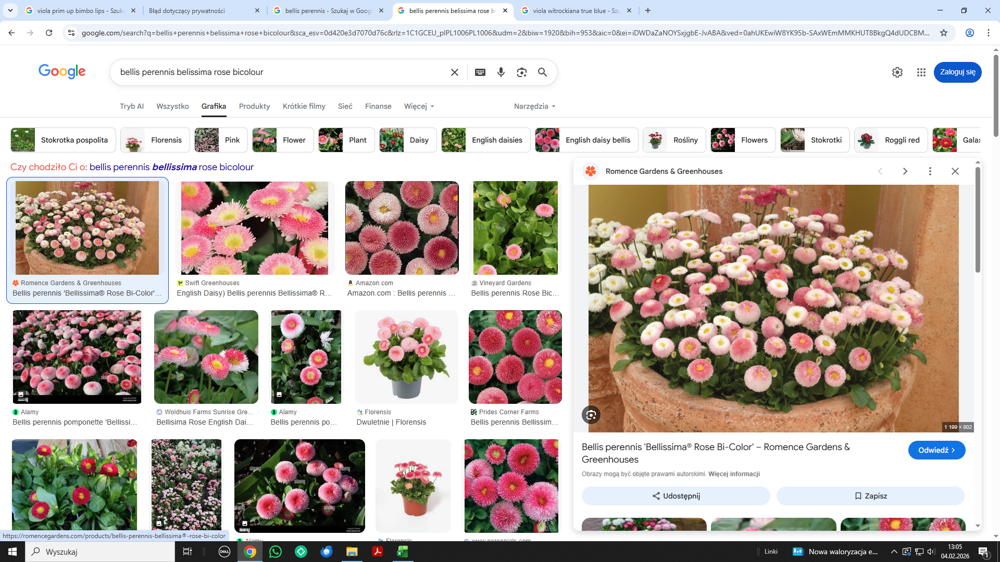 viola prim up bimbo lips - Szuka
Błąd dotyczący prywatności
bellis perennis - Szukaj w Googl
bellis perennis belissima rose bi
viola witrockiana true blue - Szu
google.com/search?q=bellis+perennis+belissima+rose+bicolour&sca_esv=0d420e3d7070d76c&rlz=1C1GCEU_plPL1006PL1006&udm=2&biw=1920&bih=953&aic=0&ei=iDWDaZaNOYSxjgbE-JvABA&ved=0ahUKEwiW8YK95b-SAxWEmMMKHUT8BkgQ4dUDCBM...
Google
bellis perennis belissima rose bicolour
Zaloguj się
Tryb AI
Wszystko
Grafika
Produkty
Krótkie filmy
Sieć
Finanse
Więcej
Narzędzia
Stokrotka pospolita
Florensis
Pink
Flower
Plant
Daisy
English daisies
English daisy bellis
Rośliny
Flowers
Stokrotki
Roggli red
Galax
Czy chodziło Ci o: bellis perennis bellissima rose bicolour
Romence Gardens & Greenhouses
Bellis perennis 'Bellissima® Rose Bi-Color'...
Swift Greenhouses
English Daisy) Bellis perennis Bellissima® R...
Amazon.com
Amazon.com : Bellis perennis ...
Vineyard Gardens
Bellis perennis Rose Bic...
Alamy
Bellis perennis pomponette 'Bellissi...
Woldhuis Farms Sunrise Gre...
Bellisima Rose English Dai...
Alamy
Bellis perennis po...
Florensis
Dwuletnie | Florensis
Prides Corner Farms
Bellis perennis Bellissim...
Alamy
Florensis
www.perennials.com
Romence Gardens & Greenhouses
1 199 × 802
Bellis perennis 'Bellissima® Rose Bi-Color' – Romence Gardens &
Greenhouses
Odwiedź
Obrazy mogą być objęte prawami autorskimi. Więcej informacji
Udostępnij
Zapisz
https://romencegardens.com/products/bellis-perennis-bellissima®-rose-bi-color
Wyszukaj
DELL
Linki
Nowa waloryzacja e...
13:05
04.02.2026
1